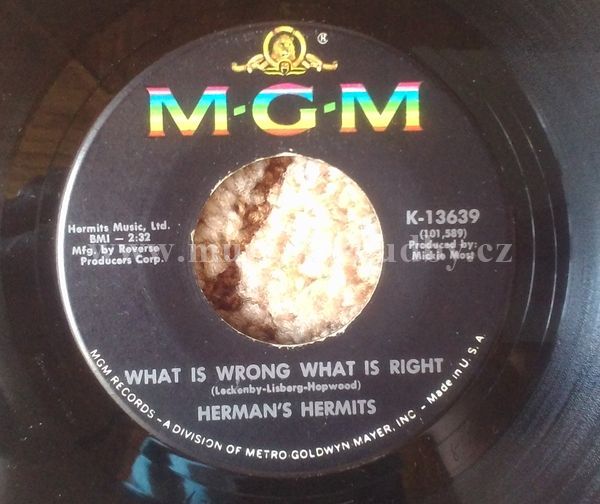 ®
M·G·M
Hermits Music, Ltd.
BMI – 2:32
Mfg. by Reverse
Producers Corp.
K-13639
(101,589)
Produced by:
Mickie Most
WHAT IS WRONG WHAT IS RIGHT
(Leckenby-Lisberg-Hopwood)
HERMAN'S HERMITS
MGM RECORDS - A DIVISION OF METRO GOLDWYN MAYER, INC. - Made in U.S.A.